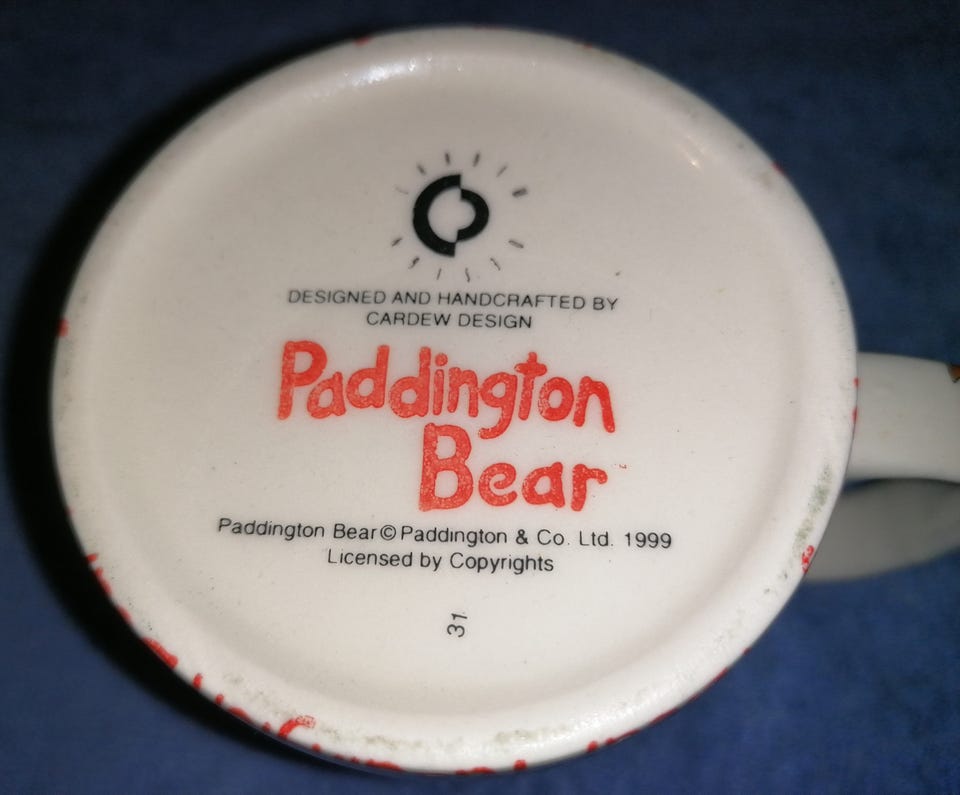 DESIGNED AND HANDCRAFTED BY
CARDEW DESIGN
Paddington
Bear
Paddington Bear © Paddington & Co. Ltd. 1999
Licensed by Copyrights
31